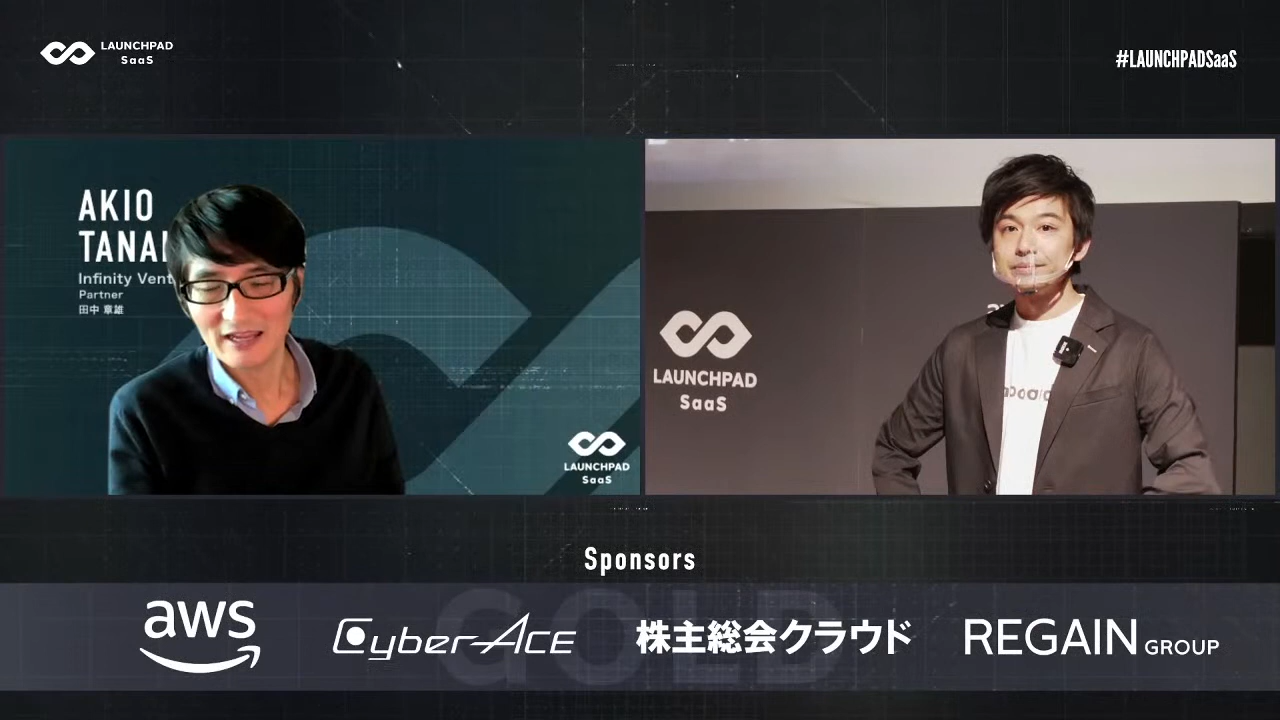 LAUNCHPAD
SaaS
#LAUNCHPADSaaS
AKIO
TANA
Infinity Vent
Partner
田中 章雄
LAUNCHPAD
SaaS
LAUNCHPAD
SaaS
Sponsors
GOLD
aws
CyberACE
株主総会クラウド
REGAIN GROUP